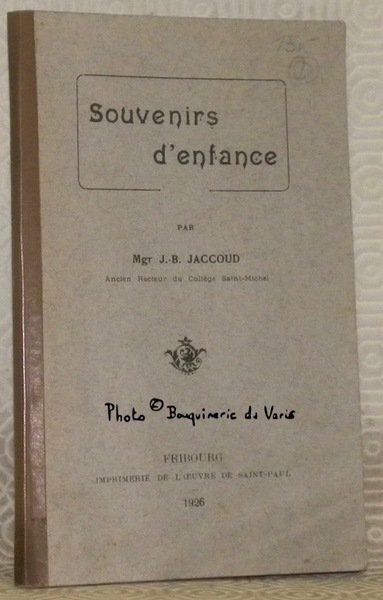 Souvenirs
d'enfance
PAR
Mgr J.-B. JACCOUD
Ancien Recteur du Collège Saint-Michel
Photo © Bouquinerie du Varis
FRIBOURG
IMPRIMERIE DE L'ŒUVRE DE SAINT-PAUL
1926